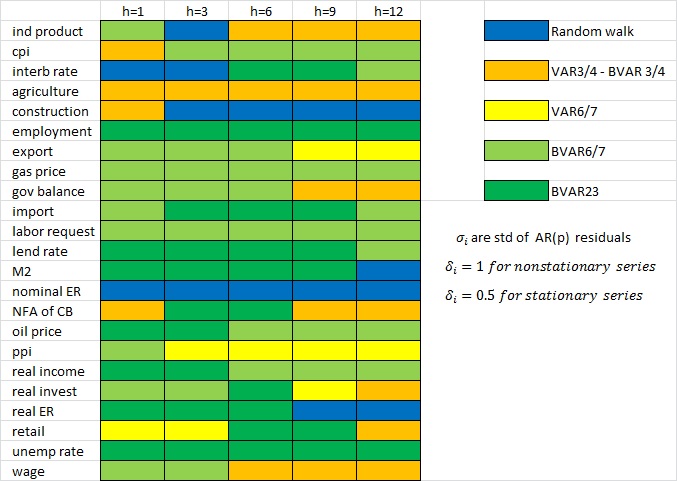 h=1 h=3 h=6 h=9 h=12
ind product
cpi
interb rate
agriculture
construction
employment
export
gas price
gov balance
import
labor request
lend rate
M2
nominal ER
NFA of CB
oil price
ppi
real income
real invest
real ER
retail
unemp rate
wage
Random walk
VAR3/4 - BVAR 3/4
VAR6/7
BVAR6/7
BVAR23
σᵢ are std of AR(p) residuals
δᵢ = 1 for nonstationary series
δᵢ = 0.5 for stationary series